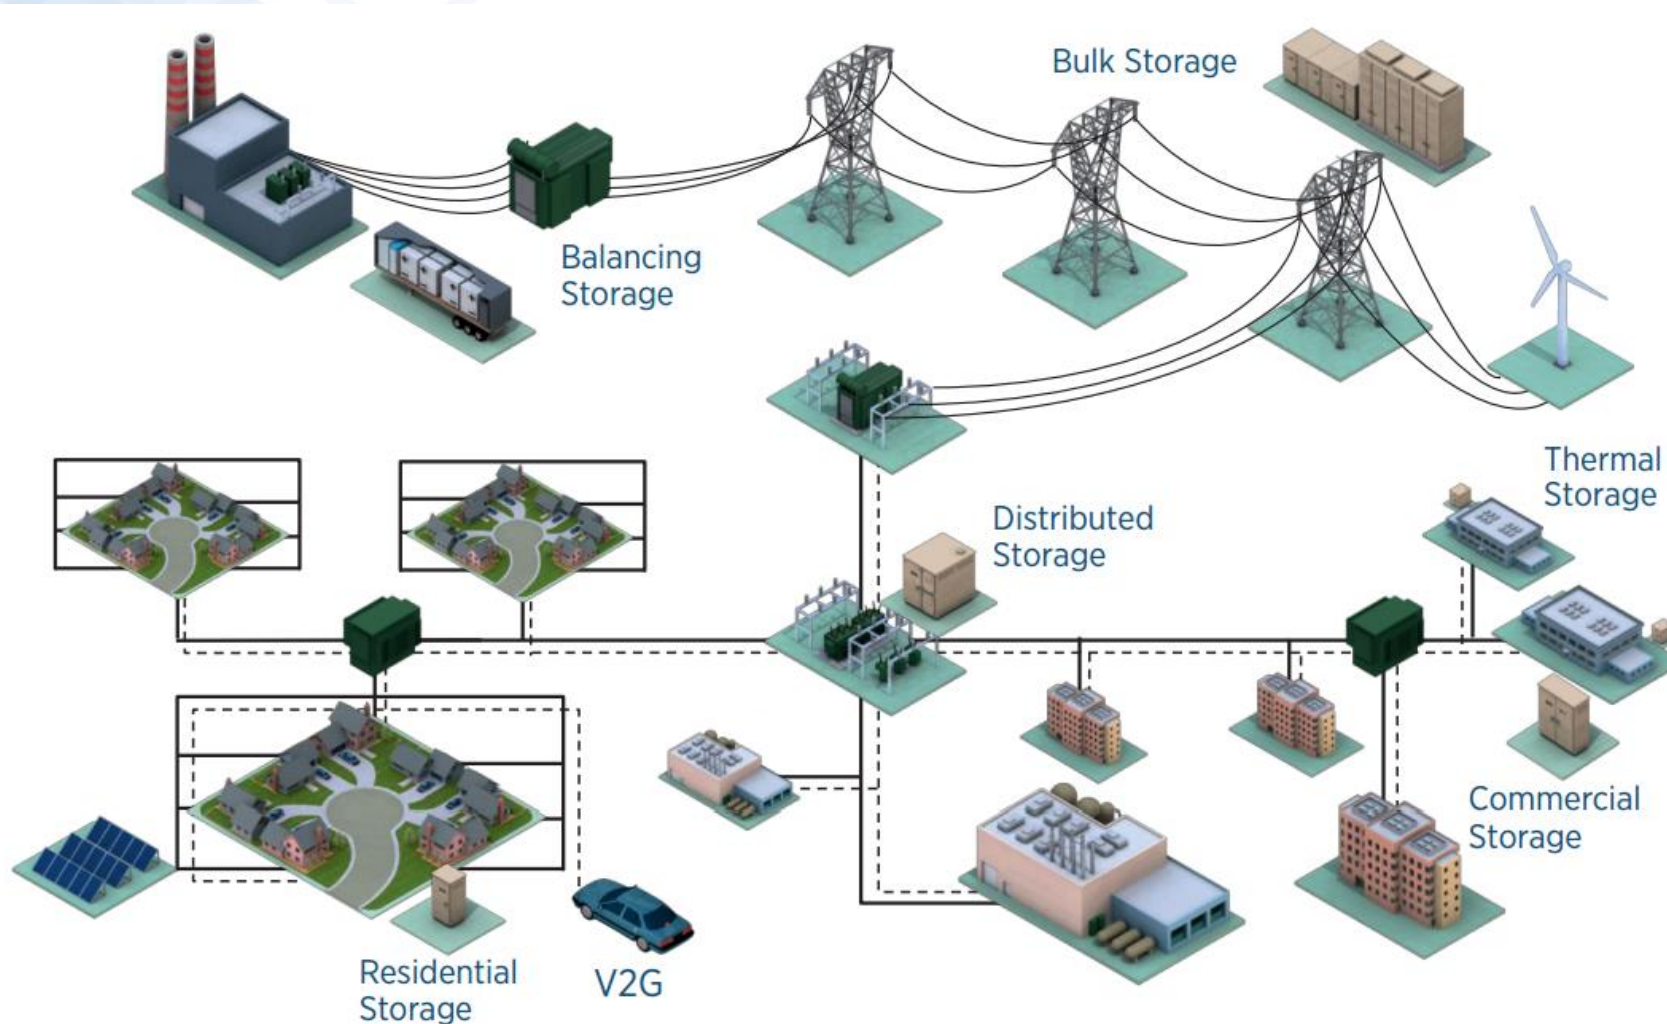 Bulk Storage
Balancing
Storage
Thermal
Storage
Distributed
Storage
Commercial
Storage
Residential
Storage
V2G